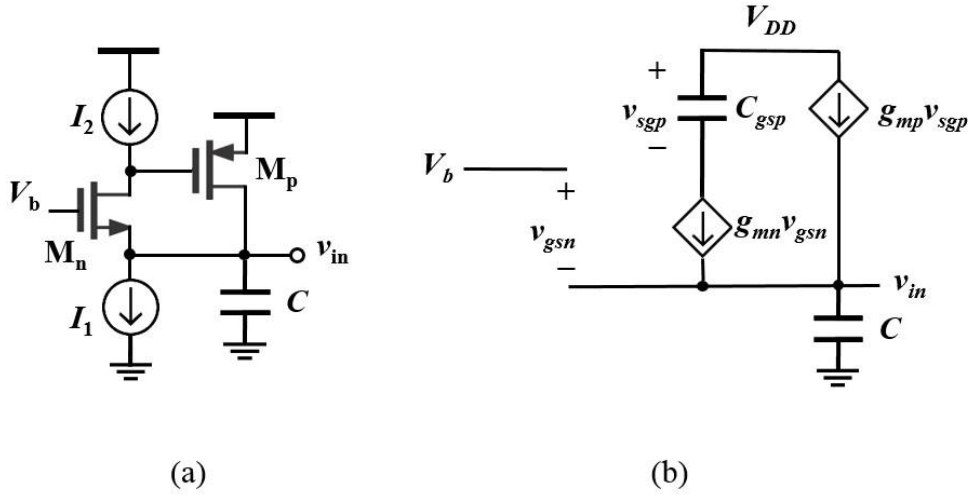 I2
Vb
Mp
Mn
vin
I1
C
(a)
VDD
+
vsgp
−
Cgsp
gmpvsgp
Vb
+
vgsn
−
gmnvgsn
vin
C
(b)